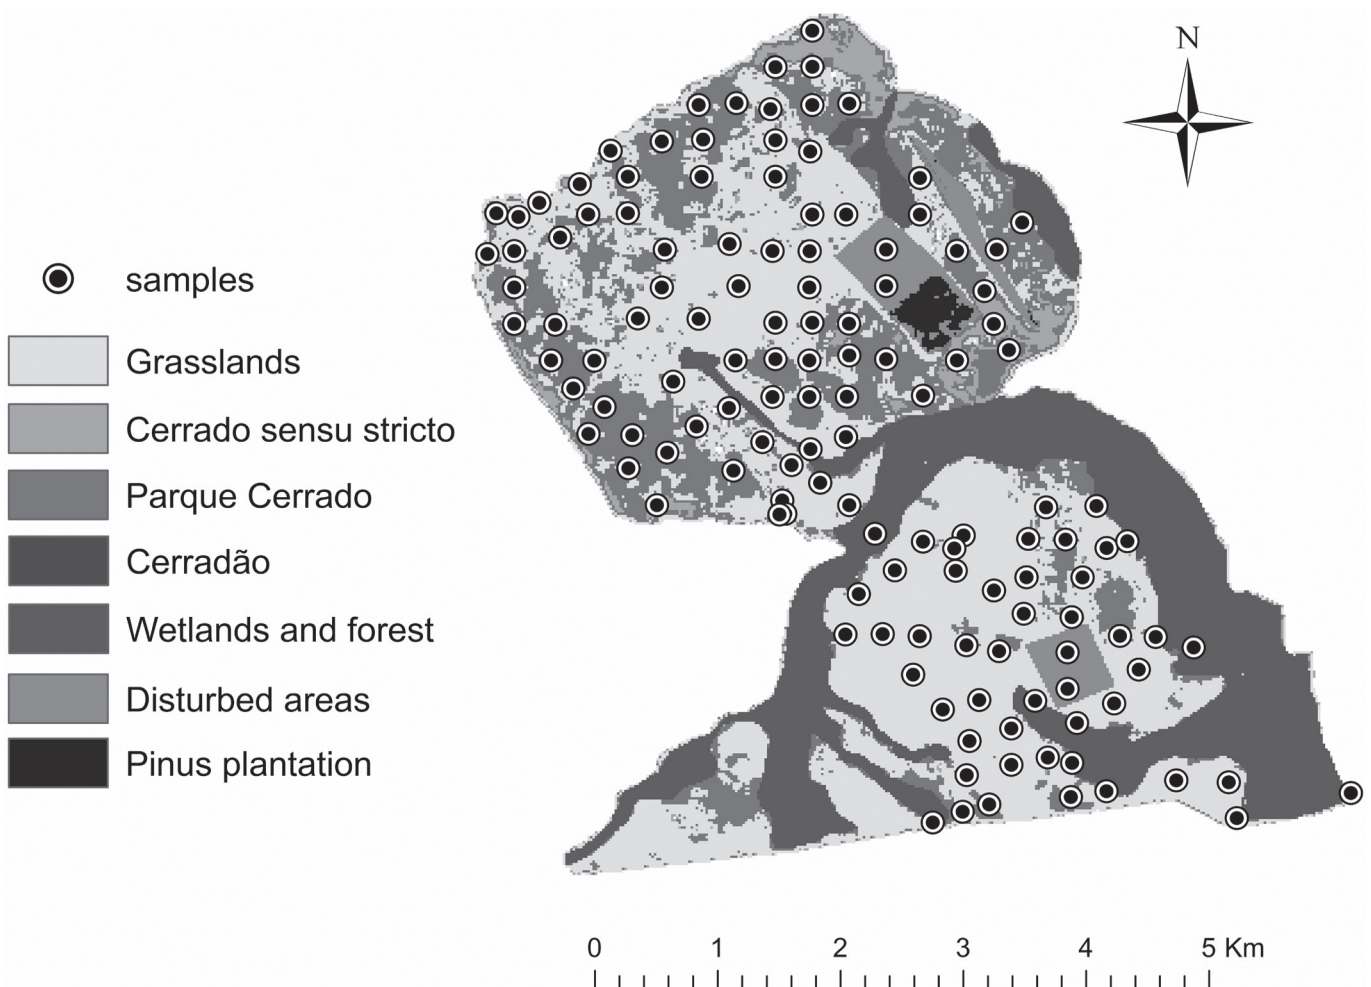 N
samples
Grasslands
Cerrado sensu stricto
Parque Cerrado
Cerradão
Wetlands and forest
Disturbed areas
Pinus plantation
0 1 2 3 4 5 Km